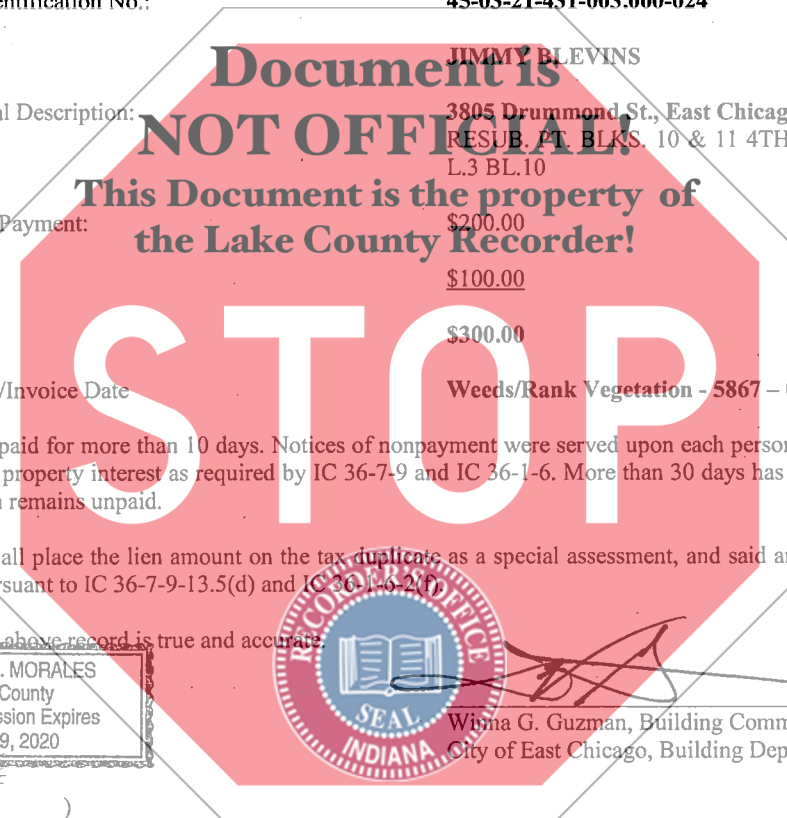 entification No.: 45-03-21-451-003.000-024
JIMMY BLEVINS
Document is
al Description: 3805 Drummond St., East Chicag
NOT OFFICIAL!
RESUB. PT. BLKS. 10 & 11 4TH
L.3 BL.10
This Document is the property of
Payment: $200.00
the Lake County Recorder!
$100.00
$300.00
STOP
/Invoice Date Weeds/Rank Vegetation - 5867 –
paid for more than 10 days. Notices of nonpayment were served upon each person
property interest as required by IC 36-7-9 and IC 36-1-6. More than 30 days has
remains unpaid.
all place the lien amount on the tax duplicate as a special assessment, and said
rsuant to IC 36-7-9-13.5(d) and IC 36-1-6-2(f).
above record is true and accurate.
. MORALES
County
ssion Expires
9, 2020
RECORDER'S OFFICE
SEAL
INDIANA
Winna G. Guzman, Building Comm
City of East Chicago, Building Dep